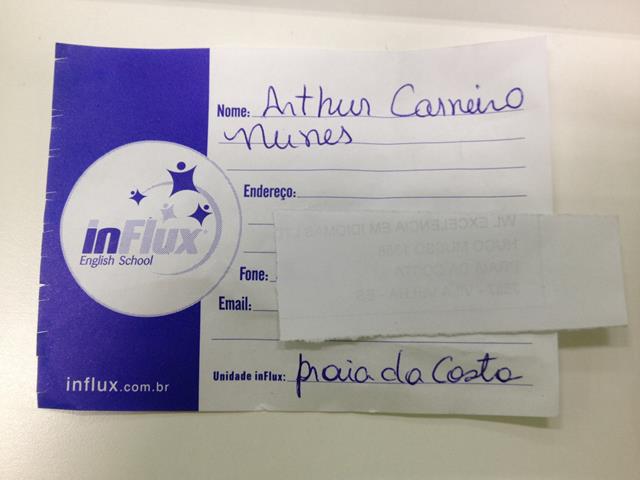 Nome: Arthur Carneiro
Nunes
Endereço:
inFlux
English School
Fone:
Email:
Unidade inFlux: praia da Costa
influx.com.br